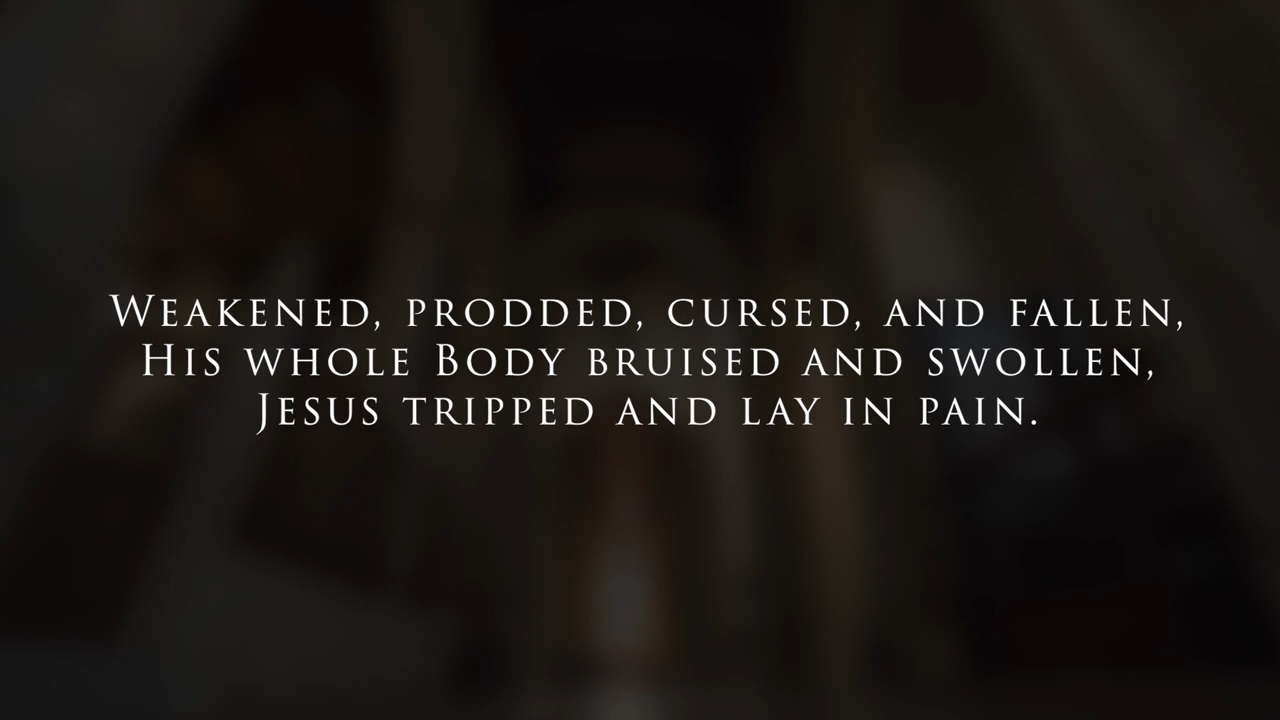 Weakened, prodded, cursed, and fallen,
His whole Body bruised and swollen,
Jesus tripped and lay in pain.